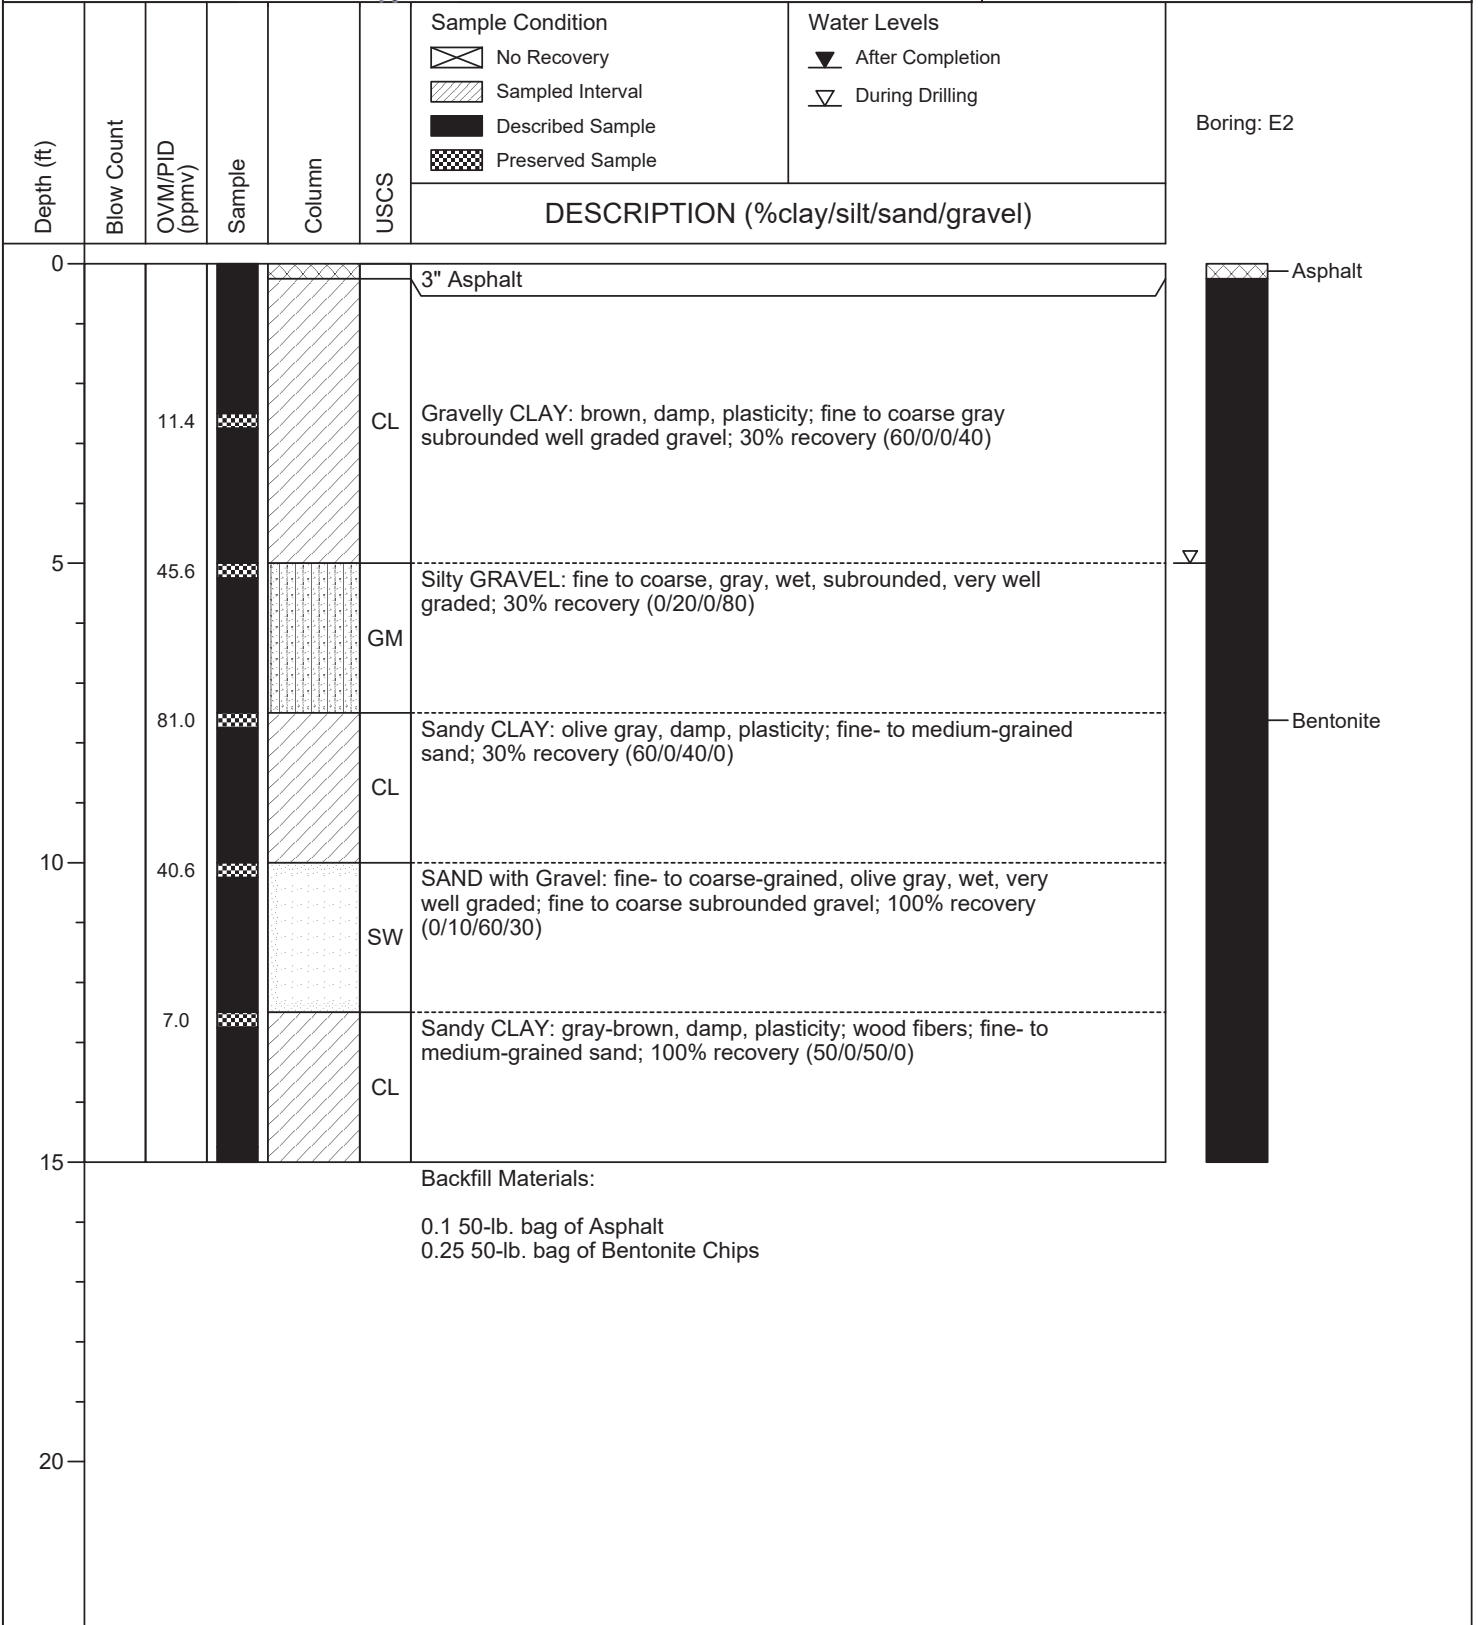 Sample Condition
No Recovery
Sampled Interval
Described Sample
Preserved Sample
Water Levels
After Completion
During Drilling
Boring: E2
Depth (ft)
Blow Count
OVM/PID
(ppmv)
Sample
Column
USCS
DESCRIPTION (%clay/silt/sand/gravel)
0
3" Asphalt
Asphalt
11.4
CL
Gravelly CLAY: brown, damp, plasticity; fine to coarse gray
subrounded well graded gravel; 30% recovery (60/0/0/40)
5
45.6
GM
Silty GRAVEL: fine to coarse, gray, wet, subrounded, very well
graded; 30% recovery (0/20/0/80)
81.0
CL
Sandy CLAY: olive gray, damp, plasticity; fine- to medium-grained
sand; 30% recovery (60/0/40/0)
Bentonite
10
40.6
SW
SAND with Gravel: fine- to coarse-grained, olive gray, wet, very
well graded; fine to coarse subrounded gravel; 100% recovery
(0/10/60/30)
7.0
CL
Sandy CLAY: gray-brown, damp, plasticity; wood fibers; fine- to
medium-grained sand; 100% recovery (50/0/50/0)
15
Backfill Materials:
0.1 50-lb. bag of Asphalt
0.25 50-lb. bag of Bentonite Chips
20